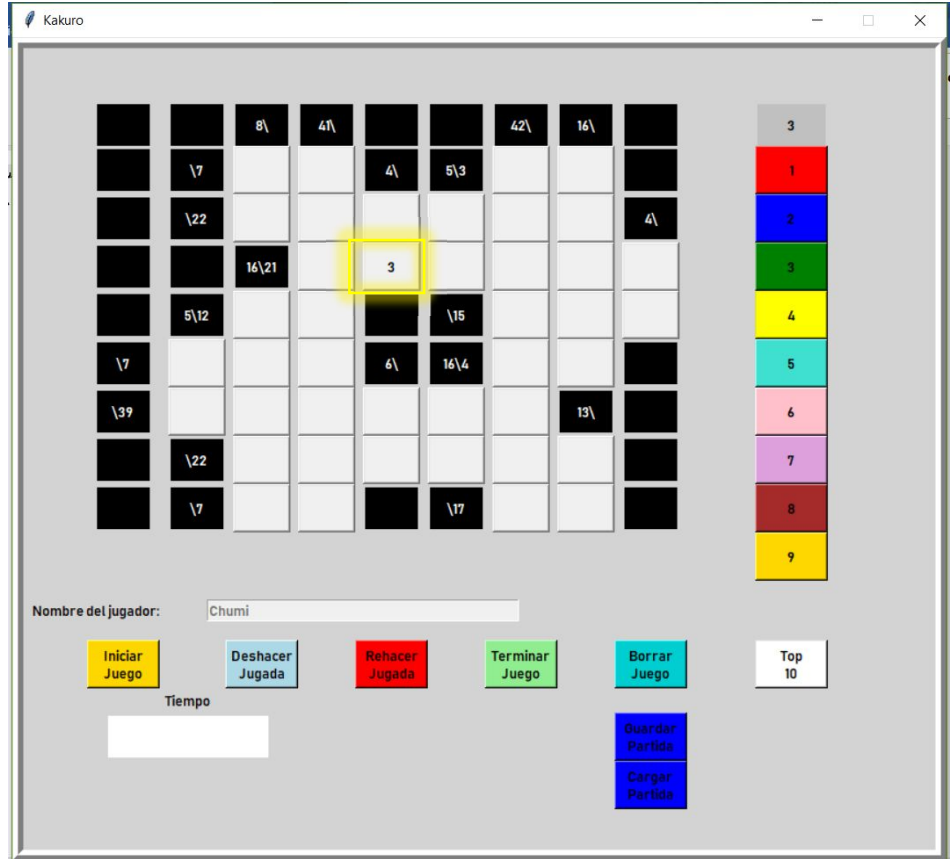 Kakuro
8\ 41\ 42\ 16\ 3
\7 4\ 5\3 1
\22 4\ 2
16\21 3 3
5\12 \15 4
\7 6\ 16\4 5
\39 13\ 6
\22 7
\7 \17 8
9
Nombre del jugador: Chumi
Iniciar Juego
Deshacer Jugada
Rehacer Jugada
Terminar Juego
Borrar Juego
Top 10
Tiempo
Guardar Partida
Cargar Partida